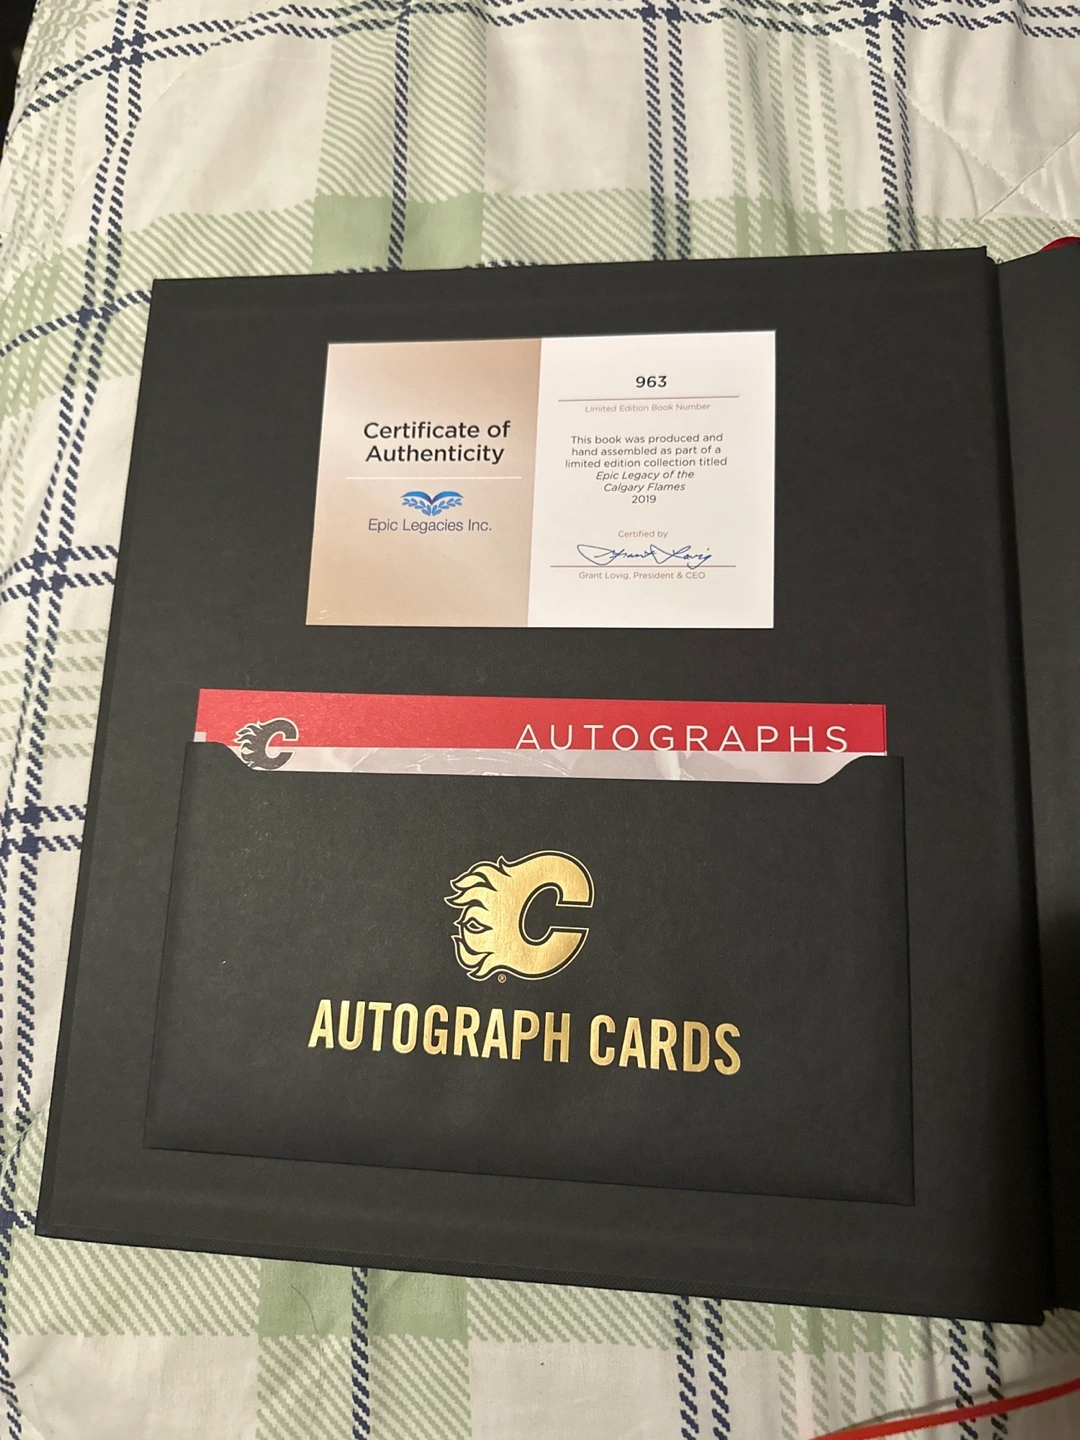 Certificate of
Authenticity
Epic Legacies Inc.
963
Limited Edition Book Number
This book was produced and
hand assembled as part of a
limited edition collection titled
Epic Legacy of the
Calgary Flames
2019
Certified by
Grant Lovig
Grant Lovig, President & CEO
C
AUTOGRAPHS
C
®
AUTOGRAPH CARDS